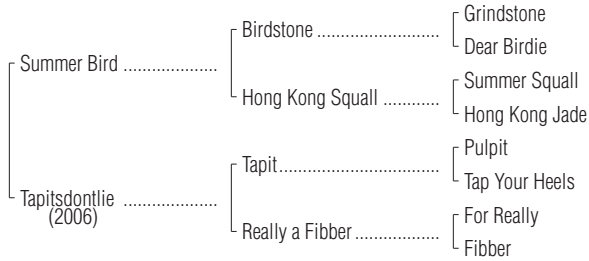 Grindstone
Birdstone ....................
Dear Birdie
Summer Bird ..................
Summer Squall
Hong Kong Squall ...........
Hong Kong Jade
Pulpit
Tapit.............................
Tap Your Heels
Tapitsdontlie ..................
(2006)
For Really
Really a Fibber ................
Fibber